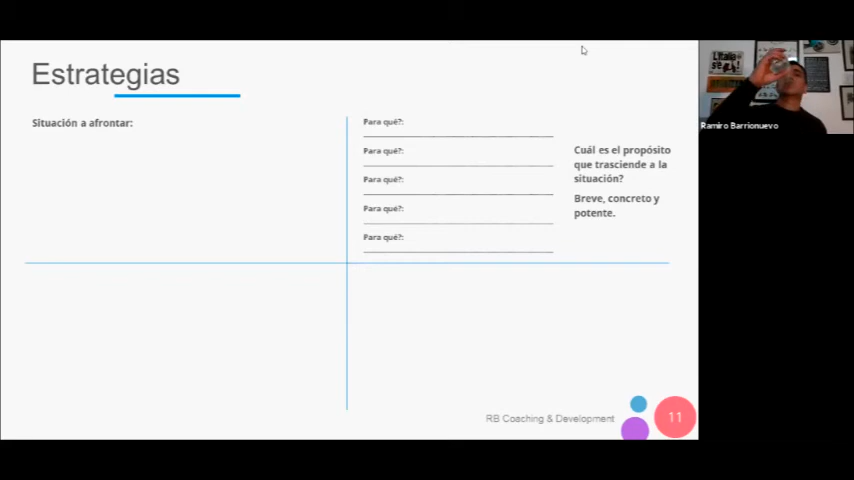 Estrategias
Situación a afrontar:
Para qué?:
Para qué?:
Para qué?:
Para qué?:
Para qué?:
Cuál es el propósito
que trasciende a la
situación?
Breve, concreto y
potente.
RB Coaching & Development
11
Ramiro Barrionuevo